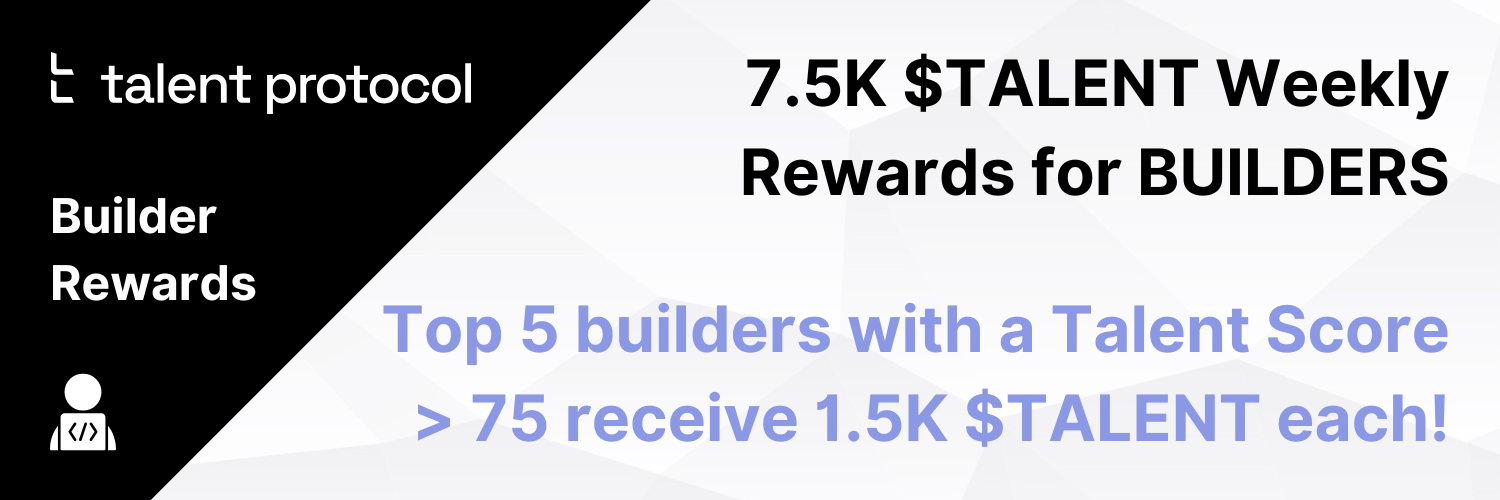 talent protocol
Builder
Rewards
</>
7.5K $TALENT Weekly
Rewards for BUILDERS
Top 5 builders with a Talent Score
> 75 receive 1.5K $TALENT each!